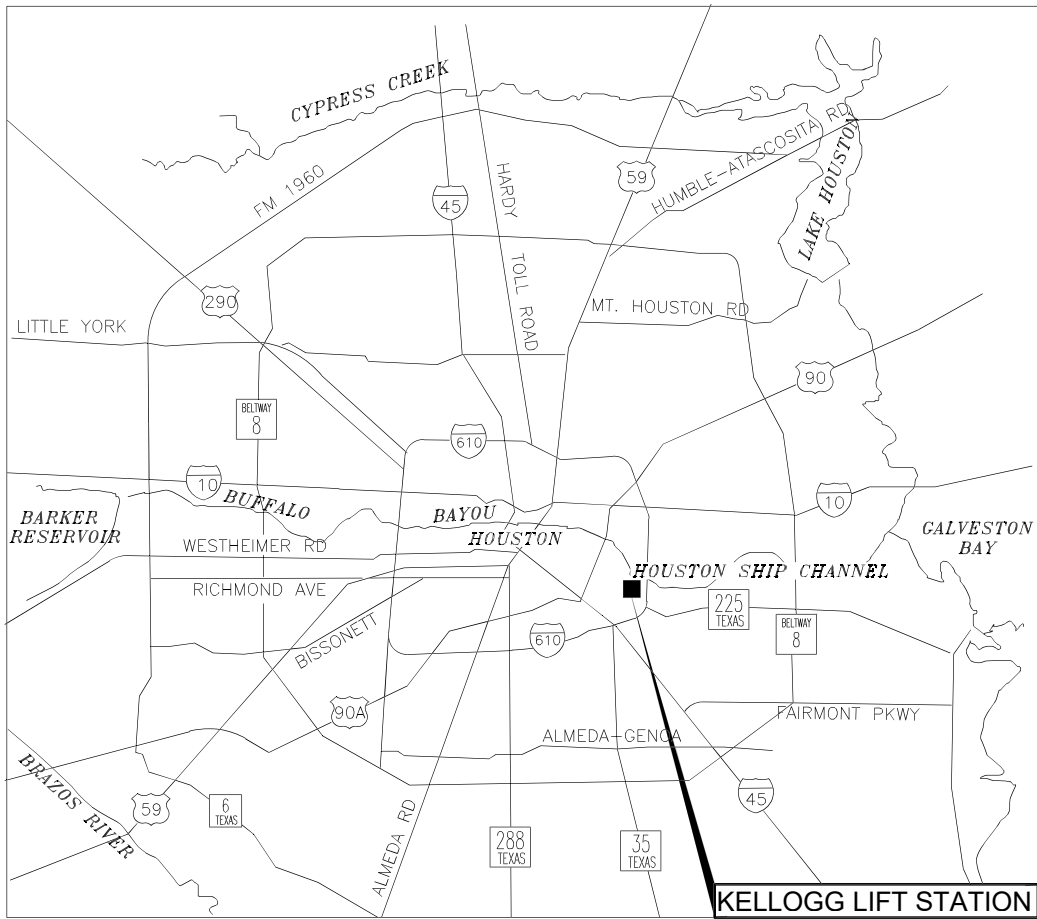 CYPRESS CREEK
FM 1960
45
HARDY
TOLL ROAD
59
HUMBLE-ATASCOSITA RD
LAKE HOUSTON
290
LITTLE YORK
MT. HOUSTON RD
90
BELTWAY
8
610
10
BUFFALO
BAYOU
10
BARKER
RESERVOIR
HOUSTON
GALVESTON
BAY
WESTHEIMER RD
RICHMOND AVE
HOUSTON SHIP CHANNEL
225
TEXAS
BELTWAY
8
BISSONETT
610
90A
FAIRMONT PKWY
ALMEDA-GENOA
BRAZOS RIVER
59
6
TEXAS
ALMEDA RD
288
TEXAS
35
TEXAS
45
KELLOGG LIFT STATION